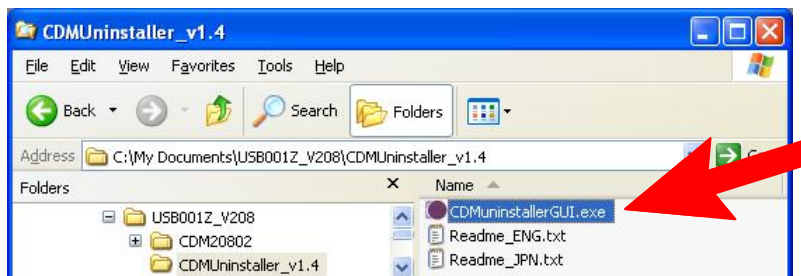 CDMUninstaller_v1.4
File Edit View Favorites Tools Help
Back Search Folders
Address C:\My Documents\USB001Z_V208\CDMUninstaller_v1.4
Folders x Name
USB001Z_V208 CDMuninstallerGUI.exe
CDM20802 Readme_ENG.txt
CDMUninstaller_v1.4 Readme_JPN.txt